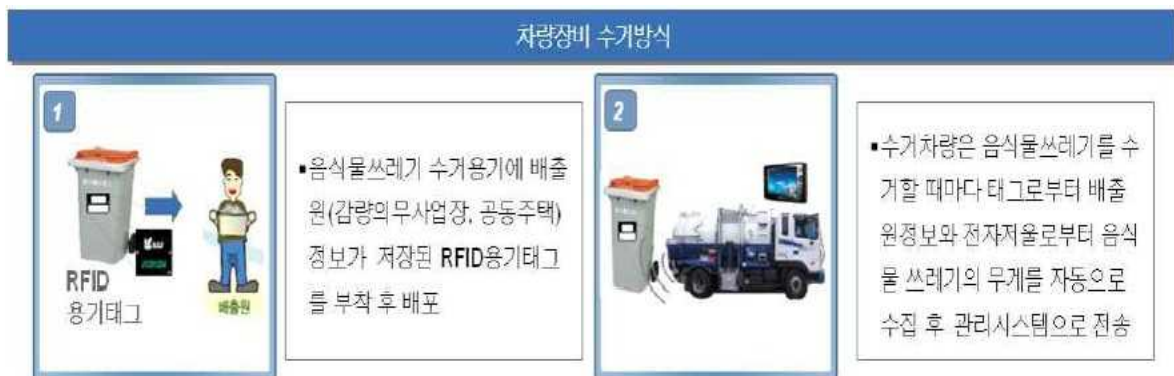 차량장비 수거방식
1
RFID
용기태그
배출원
▪음식물쓰레기 수거용기에 배출
원(감량의무사업장, 공동주택)
정보가 저장된 RFID용기태그
를 부착 후 배포
2
▪수거차량은 음식물쓰레기를 수
거할 때마다 태그로부터 배출
원정보와 전자저울로부터 음식
물 쓰레기의 무게를 자동으로
수집 후 관리시스템으로 전송